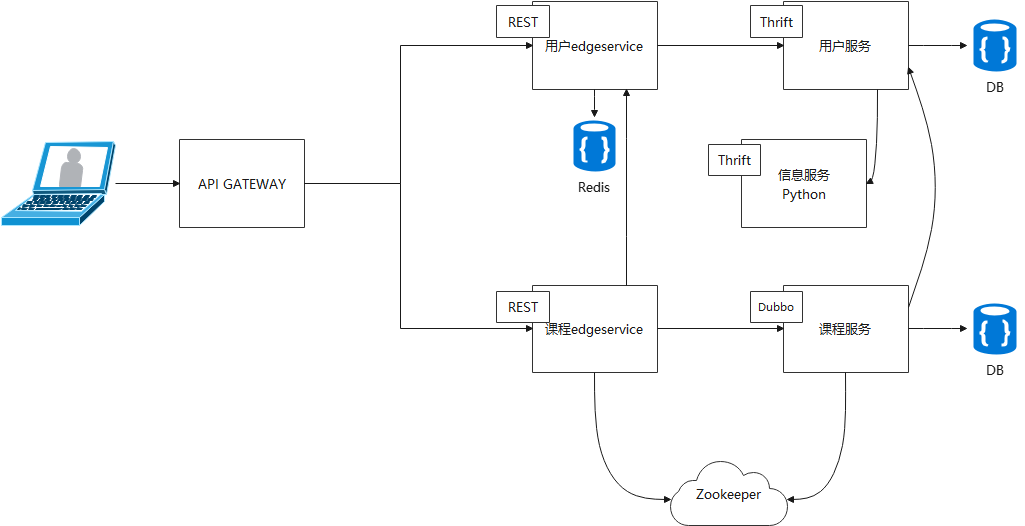 REST
用户edgeservice
Thrift
用户服务
DB
Redis
Thrift
信息服务
Python
API GATEWAY
REST
课程edgeservice
Dubbo
课程服务
DB
Zookeeper